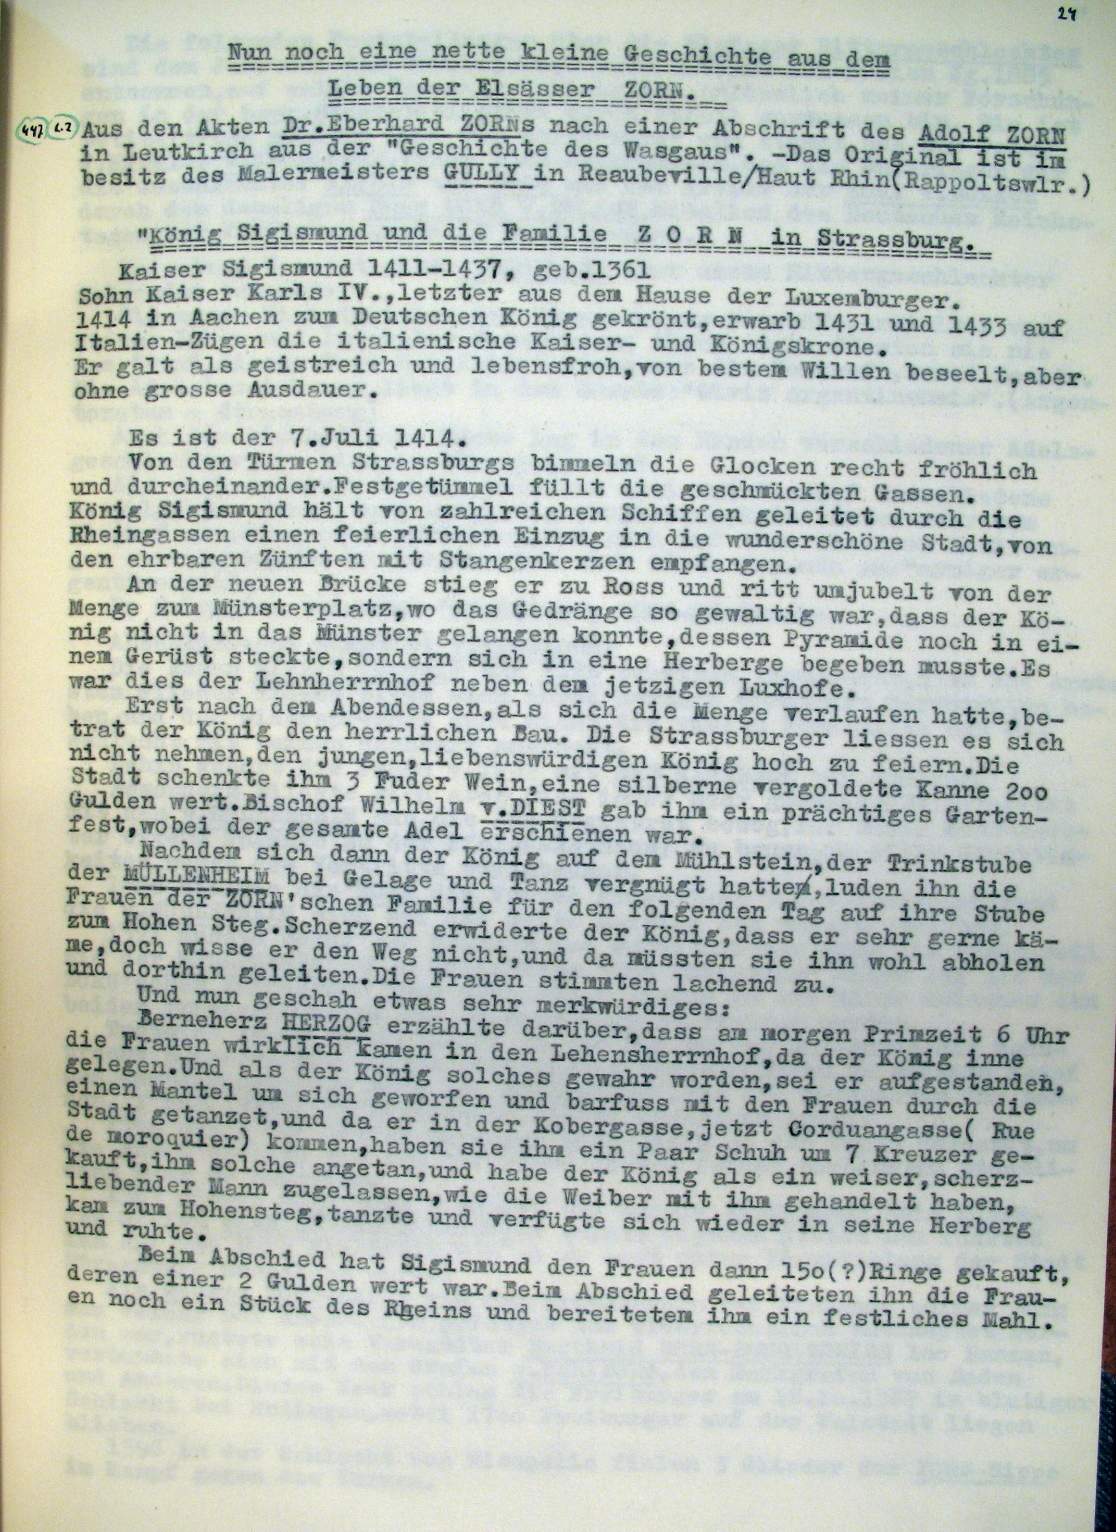 24
Nun noch eine nette kleine Geschichte aus dem
Leben der Elsässer ZORN.
447 L.2 Aus den Akten Dr.Eberhard ZORNs nach einer Abschrift des Adolf ZORN
in Leutkirch aus der "Geschichte des Wasgaus". -Das Original ist im
besitz des Malermeisters GULLY in Reaubeville/Haut Rhin(Rappoltswlr.)
"König Sigismund und die Familie Z O R N in Strassburg.
Kaiser Sigismund 1411-1437, geb.1361
Sohn Kaiser Karls IV.,letzter aus dem Hause der Luxemburger.
1414 in Aachen zum Deutschen König gekrönt,erwarb 1431 und 1433 auf
Italien-Zügen die italienische Kaiser- und Königskrone.
Er galt als geistreich und lebensfroh,von bestem Willen beseelt,aber
ohne grosse Ausdauer.
Es ist der 7.Juli 1414.
Von den Türmen Strassburgs bimmeln die Glocken recht fröhlich
und durcheinander.Festgetümmel füllt die geschmückten Gassen.
König Sigismund hält von zahlreichen Schiffen geleitet durch die
Rheingassen einen feierlichen Einzug in die wunderschöne Stadt,von
den ehrbaren Zünften mit Stangenkerzen empfangen.
An der neuen Brücke stieg er zu Ross und ritt umjubelt von der
Menge zum Münsterplatz,wo das Gedränge so gewaltig war,dass der Kö-
nig nicht in das Münster gelangen konnte,dessen Pyramide noch in ei-
nem Gerüst steckte,sondern sich in eine Herberge begeben musste.Es
war dies der Lehnherrnhof neben dem jetzigen Luxhofe.
Erst nach dem Abendessen,als sich die Menge verlaufen hatte,be-
trat der König den herrlichen Bau. Die Strassburger liessen es sich
nicht nehmen,den jungen,liebenswürdigen König hoch zu feiern.Die
Stadt schenkte ihm 3 Fuder Wein,eine silberne vergoldete Kanne 2oo
Gulden wert.Bischof Wilhelm v.DIEST gab ihm ein prächtiges Garten-
fest,wobei der gesamte Adel erschienen war.
Nachdem sich dann der König auf dem Mühlstein,der Trinkstube
der MÜLLENHEIM bei Gelage und Tanz vergnügt hatte,luden ihn die
Frauen der ZORN'schen Familie für den folgenden Tag auf ihre Stube
zum Hohen Steg.Scherzend erwiderte der König,dass er sehr gerne kä-
me,doch wisse er den Weg nicht,und da müssten sie ihn wohl abholen
und dorthin geleiten.Die Frauen stimmten lachend zu.
Und nun geschah etwas sehr merkwürdiges:
Berneherz HERZOG erzählte darüber,dass am morgen Primzeit 6 Uhr
die Frauen wirklich kamen in den Lehensherrnhof,da der König inne
gelegen.Und als der König solches gewahr worden,sei er aufgestanden,
einen Mantel um sich geworfen und barfuss mit den Frauen durch die
Stadt getanzet,und da er in der Kobergasse,jetzt Corduangasse( Rue
de moroquier) kommen,haben sie ihm ein Paar Schuh um 7 Kreuzer ge-
kauft,ihm solche angetan,und habe der König als ein weiser,scherz-
liebender Mann zugelassen,wie die Weiber mit ihm gehandelt haben,
kam zum Hohensteg,tanzte und verfügte sich wieder in seine Herberg
und ruhte.
Beim Abschied hat Sigismund den Frauen dann 15o(?)Ringe gekauft,
deren einer 2 Gulden wert war.Beim Abschied geleiteten ihn die Frau-
en noch ein Stück des Rheins und bereitetem ihm ein festliches Mahl.